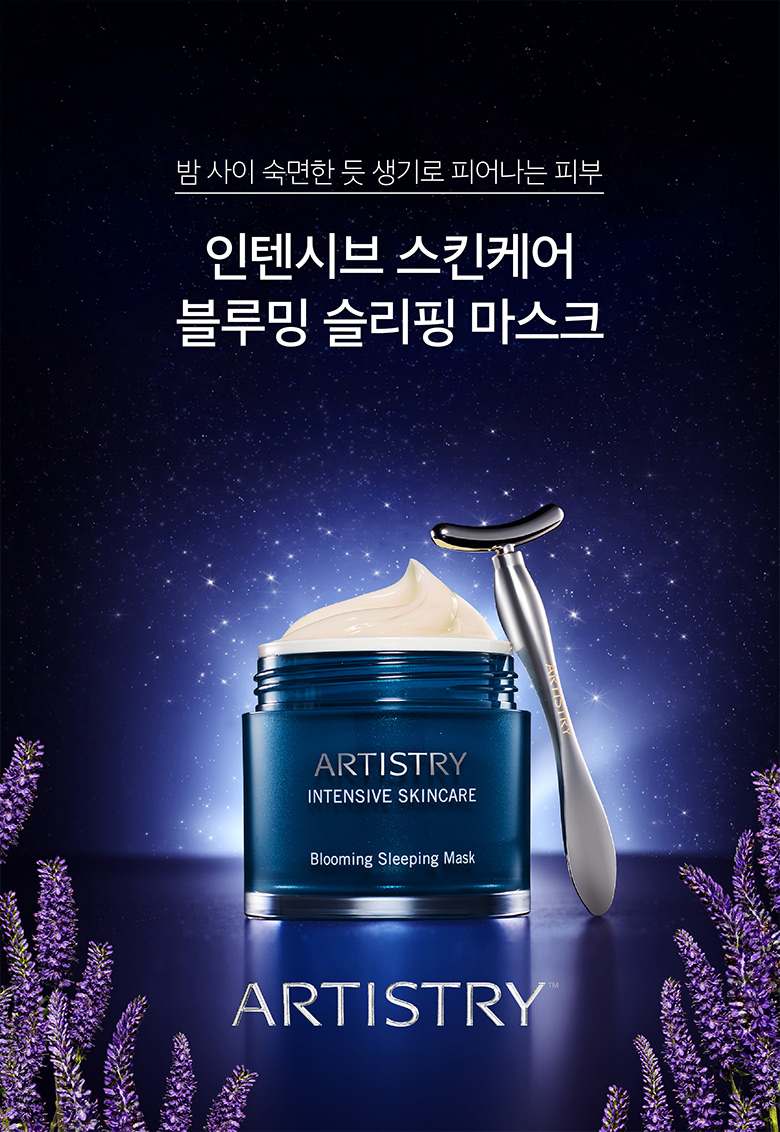 밤 사이 숙면한 듯 생기로 피어나는 피부
인텐시브 스킨케어
블루밍 슬리핑 마스크
ARTISTRY
ARTISTRY
INTENSIVE SKINCARE
Blooming Sleeping Mask
ARTISTRY™